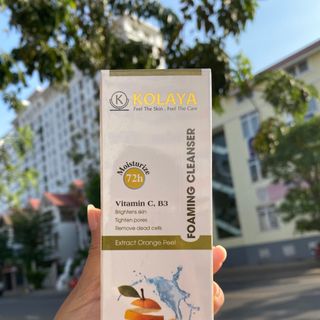 K
KOLAYA
Feel The Skin , Feel The Care
Moisturize
72h
FOAMING CLEANSER
Vitamin C, B3
Brightens skin
Tighten pores
Remove dead cells
Extract Orange Peel